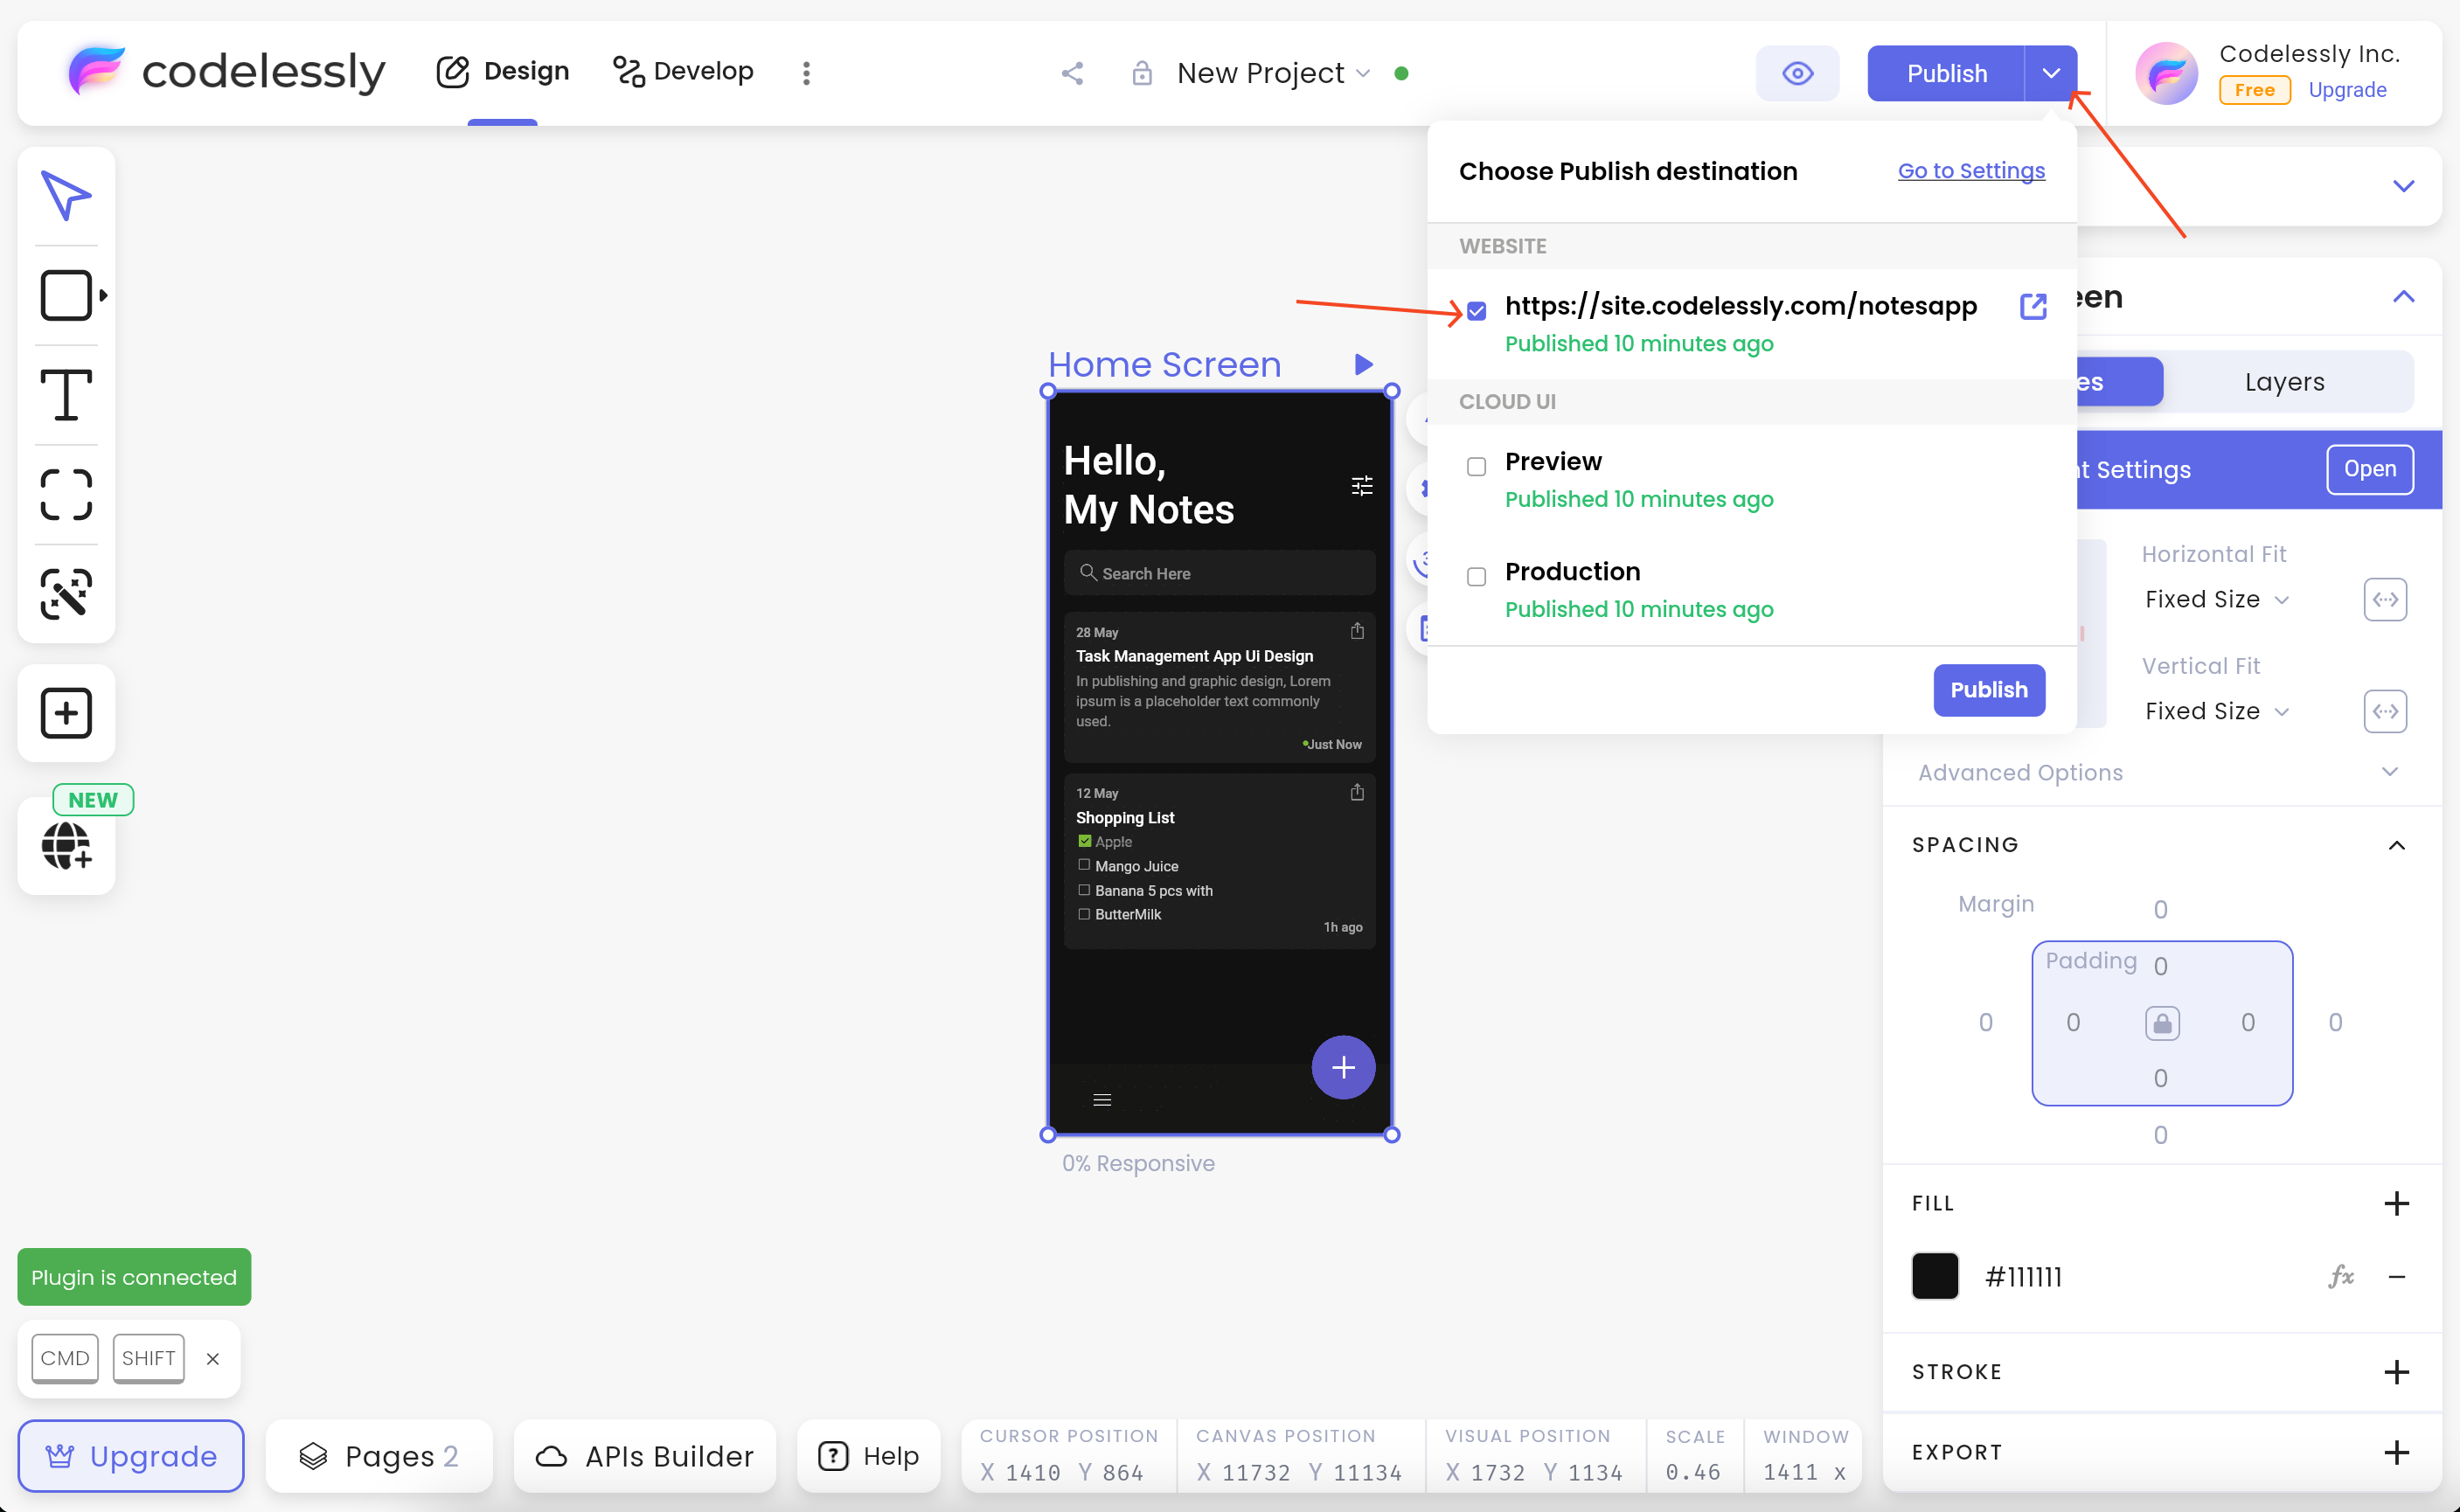 codelessly
Design
Develop
New Project
Publish
Codelessly Inc.
Free
Upgrade
Choose Publish destination
Go to Settings
WEBSITE
https://site.codelessly.com/notesapp
Published 10 minutes ago
CLOUD UI
Preview
Published 10 minutes ago
Production
Published 10 minutes ago
Publish
Home Screen
Hello,
My Notes
Search Here
28 May
Task Management App Ui Design
In publishing and graphic design, Lorem
ipsum is a placeholder text commonly
used.
Just Now
12 May
Shopping List
Apple
Mango Juice
Banana 5 pcs with
ButterMilk
1h ago
0% Responsive
Layers
Settings
Open
Horizontal Fit
Fixed Size
Vertical Fit
Fixed Size
Advanced Options
SPACING
Margin
0
Padding
0
0
0
0
0
0
0
FILL
#111111
fx
STROKE
EXPORT
NEW
Plugin is connected
CMD SHIFT ×
Upgrade
Pages 2
APIs Builder
Help
CURSOR POSITION
X 1410 Y 864
CANVAS POSITION
X 11732 Y 11134
VISUAL POSITION
X 1732 Y 1134
SCALE
0.46
WINDOW
1411 x